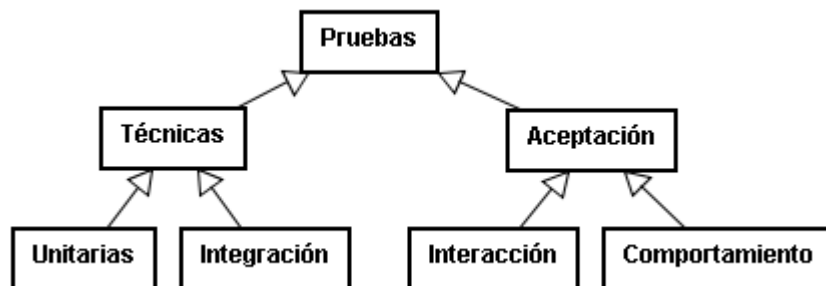 Pruebas
Técnicas
Aceptación
Unitarias
Integración
Interacción
Comportamiento